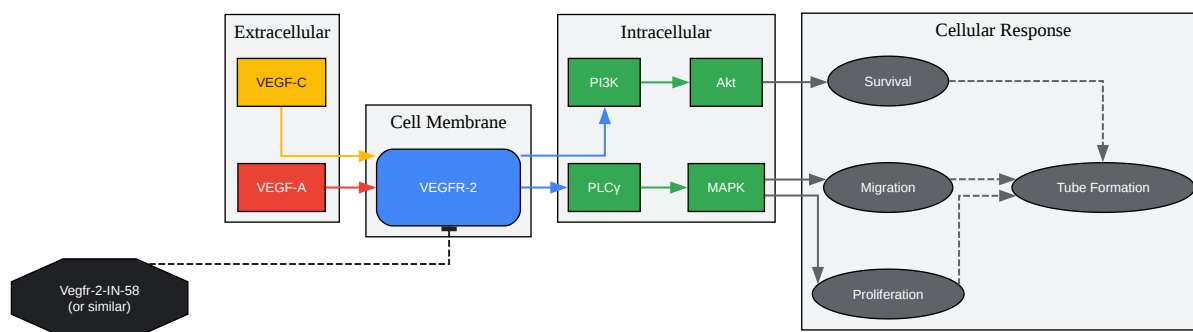 Extracellular
VEGF-C
VEGF-A
Cell Membrane
VEGFR-2
Intracellular
PI3K
Akt
PLCγ
MAPK
Cellular Response
Survival
Migration
Tube Formation
Proliferation
Vegfr-2-IN-58
(or similar)